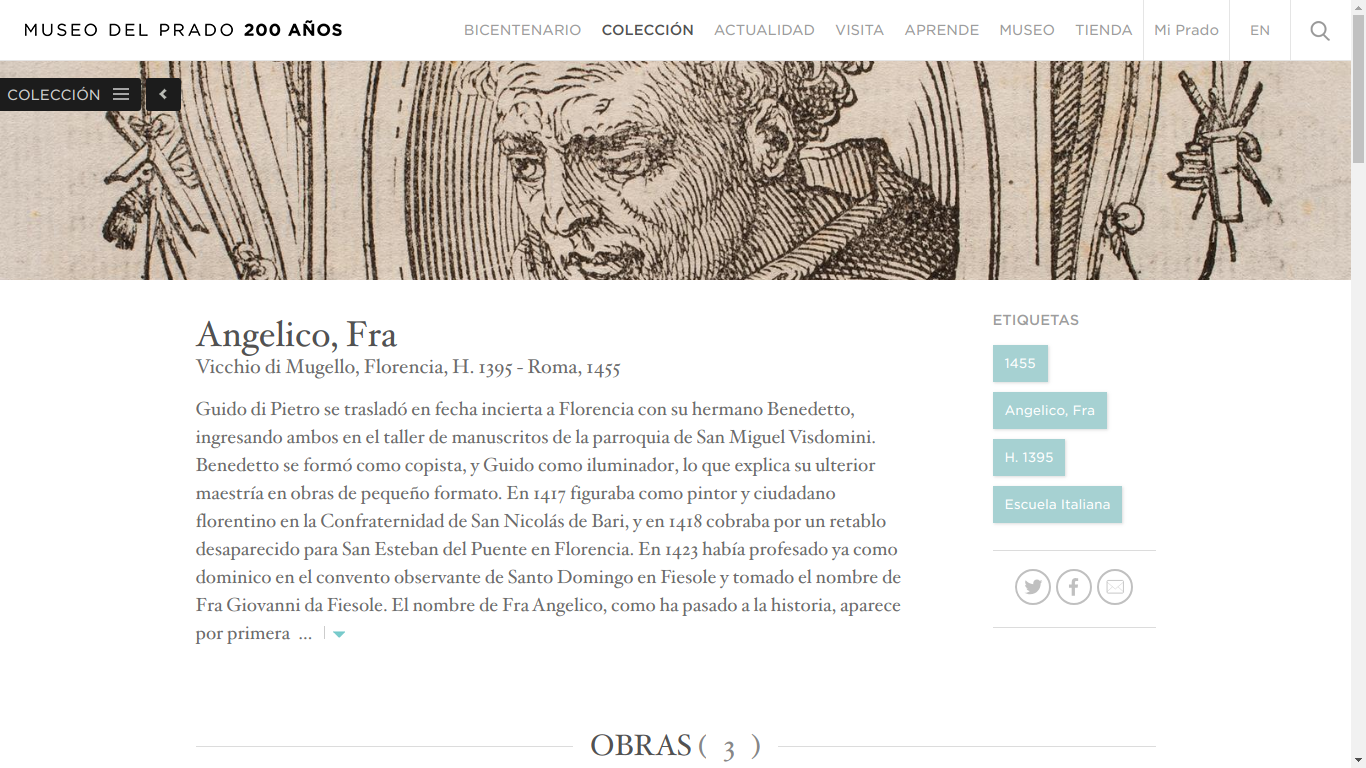 MUSEO DEL PRADO 200 AÑOS
BICENTENARIO COLECCIÓN ACTUALIDAD VISITA APRENDE MUSEO TIENDA Mi Prado EN
COLECCIÓN
Angelico, Fra
Vicchio di Mugello, Florencia, H. 1395 - Roma, 1455
Guido di Pietro se trasladó en fecha incierta a Florencia con su hermano Benedetto,
ingresando ambos en el taller de manuscritos de la parroquia de San Miguel Visdomini.
Benedetto se formó como copista, y Guido como iluminador, lo que explica su ulterior
maestría en obras de pequeño formato. En 1417 figuraba como pintor y ciudadano
florentino en la Confraternidad de San Nicolás de Bari, y en 1418 cobraba por un retablo
desaparecido para San Esteban del Puente en Florencia. En 1423 había profesado ya como
dominico en el convento observante de Santo Domingo en Fiesole y tomado el nombre de
Fra Giovanni da Fiesole. El nombre de Fra Angelico, como ha pasado a la historia, aparece
por primera ...
ETIQUETAS
1455
Angelico, Fra
H. 1395
Escuela Italiana
OBRAS ( 3 )